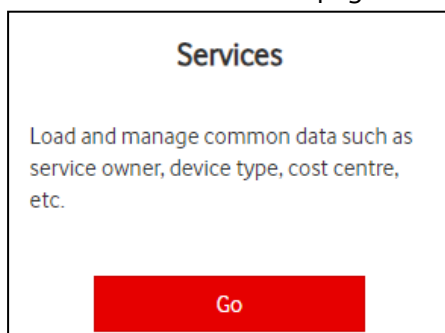 Services
Load and manage common data such as
service owner, device type, cost centre,
etc.
Go